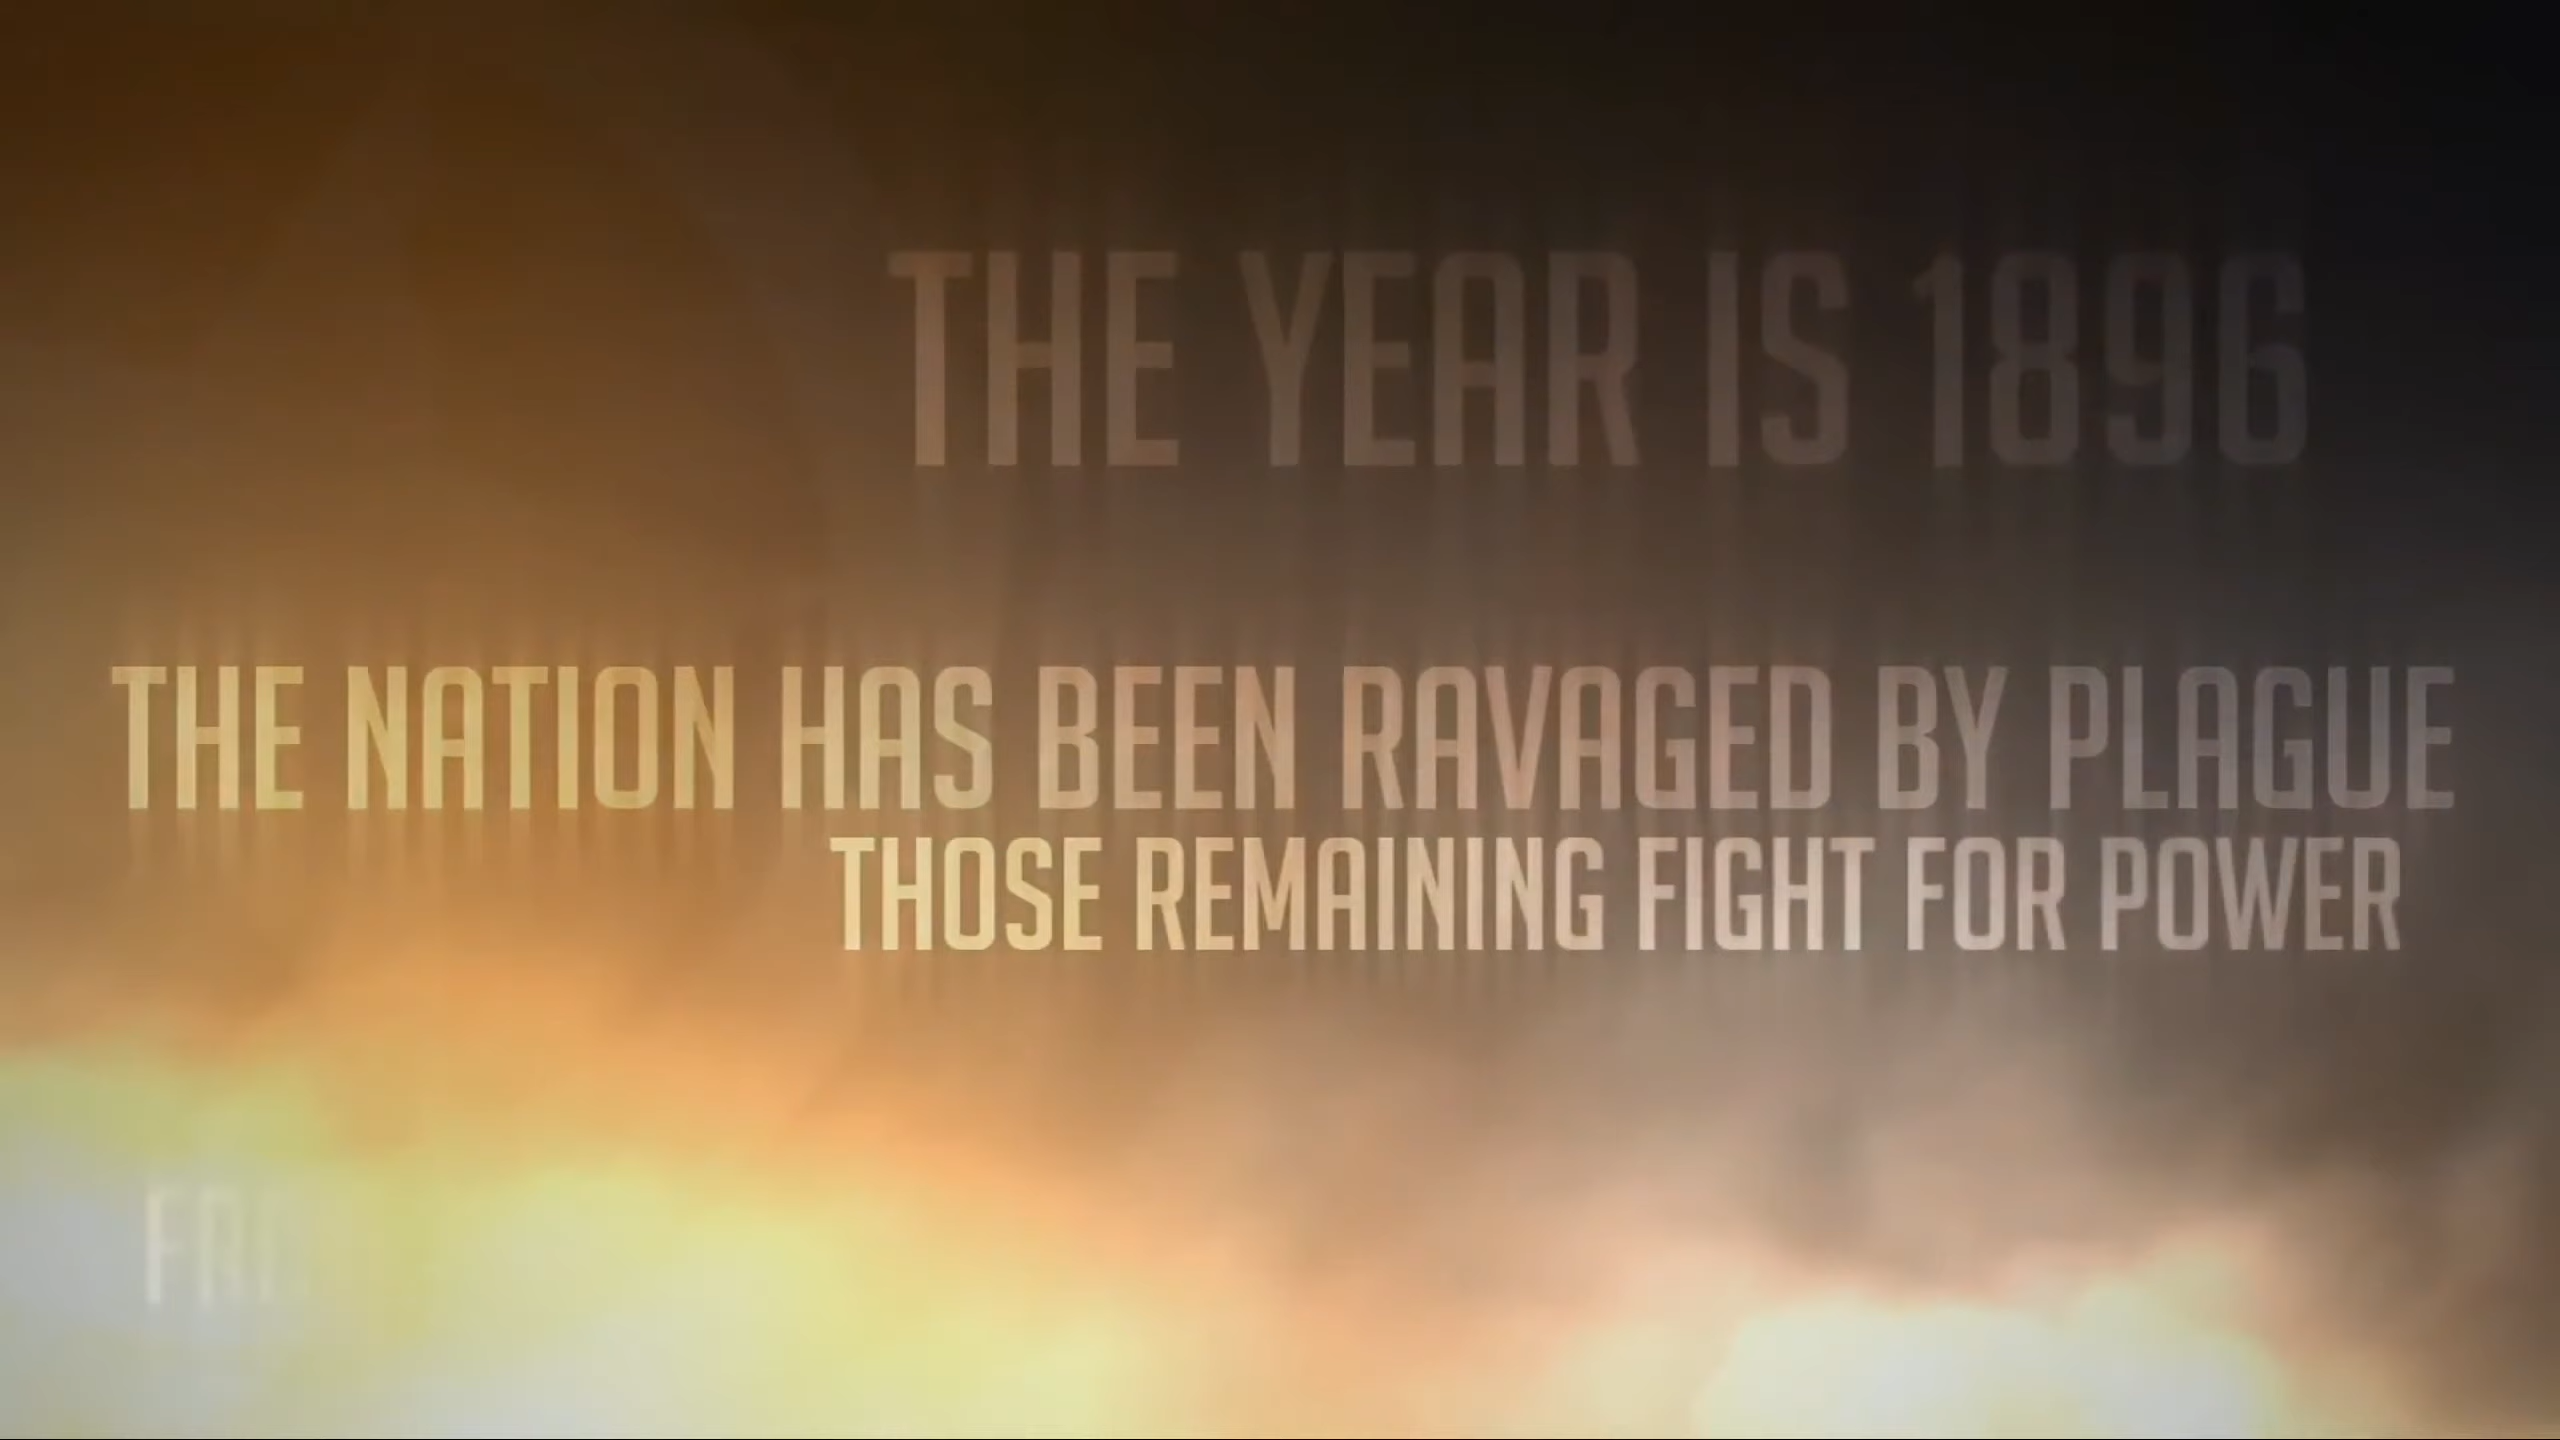 THE YEAR IS 1896
THE NATION HAS BEEN RAVAGED BY PLAGUE
THOSE REMAINING FIGHT FOR POWER